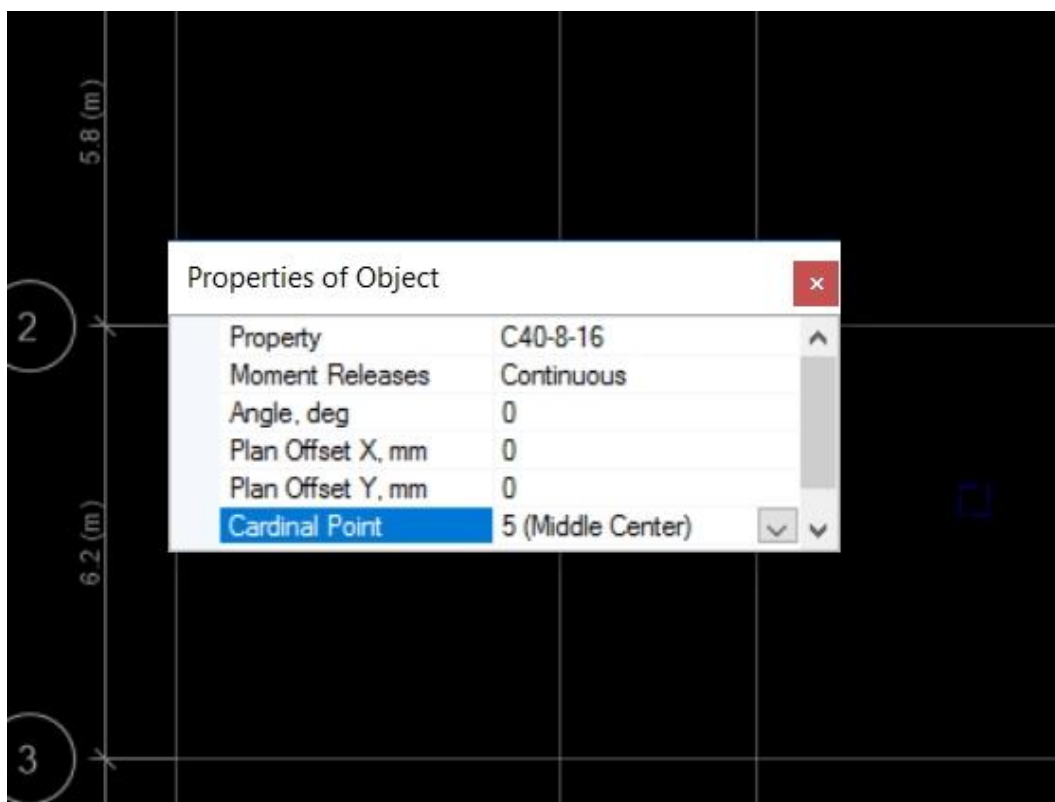 5.8 (m)
Properties of Object
×
2
Property C40-8-16
Moment Releases Continuous
Angle, deg 0
Plan Offset X, mm 0
Plan Offset Y, mm 0
Cardinal Point 5 (Middle Center)
6.2 (m)
3